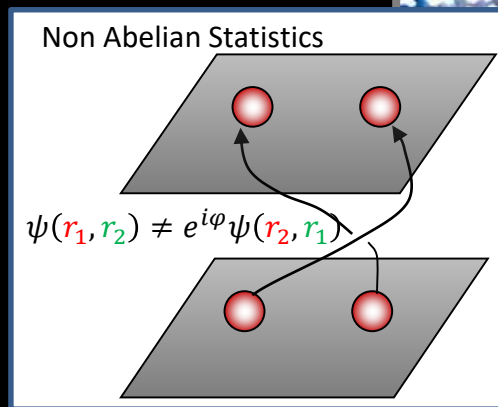 Non Abelian Statistics
ψ(r₁, r₂) ≠ e^{iφ}ψ(r₂, r₁)